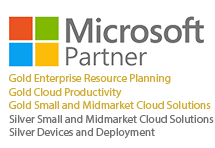 Microsoft
Partner
Gold Enterprise Resource Planning
Gold Cloud Productivity
Gold Small and Midmarket Cloud Solutions
Silver Small and Midmarket Cloud Solutions
Silver Devices and Deployment